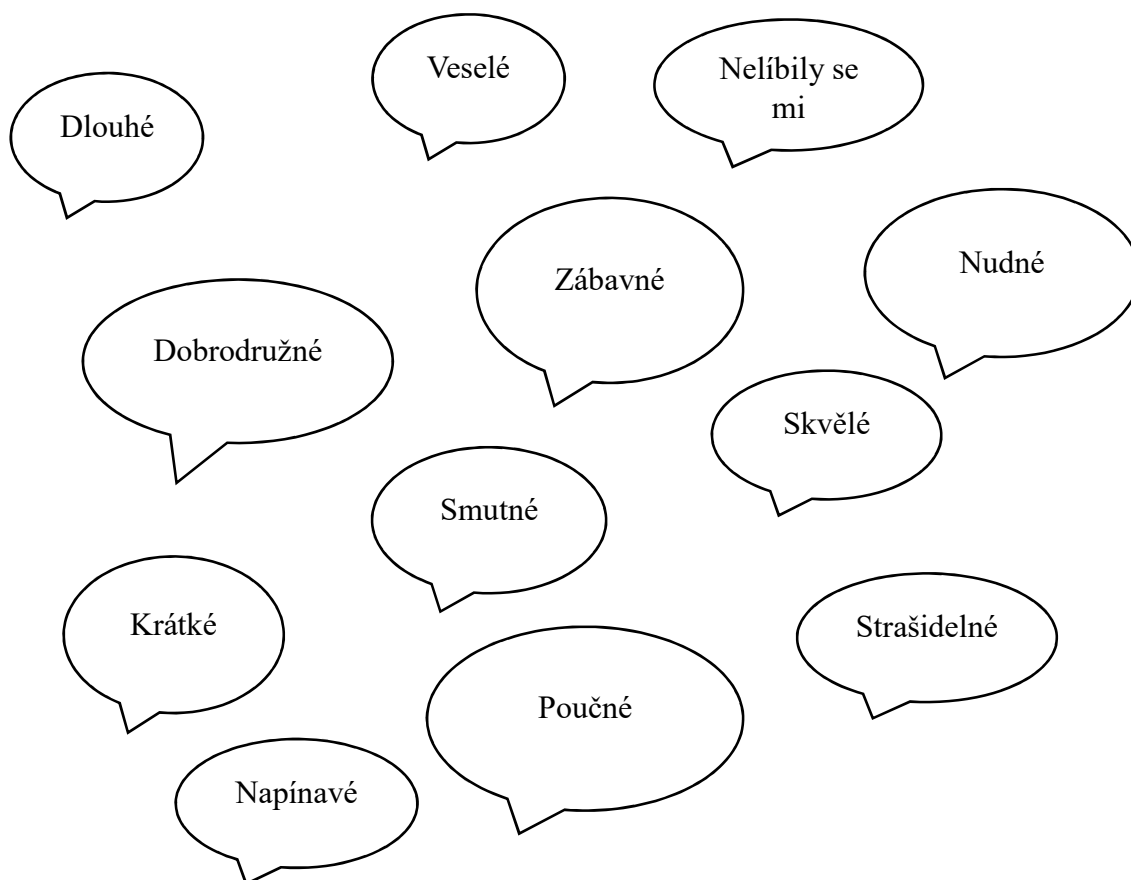 Veselé
Nelíbily se
mi
Dlouhé
Zábavné
Nudné
Dobrodružné
Skvělé
Smutné
Krátké
Strašidelné
Poučné
Napínavé